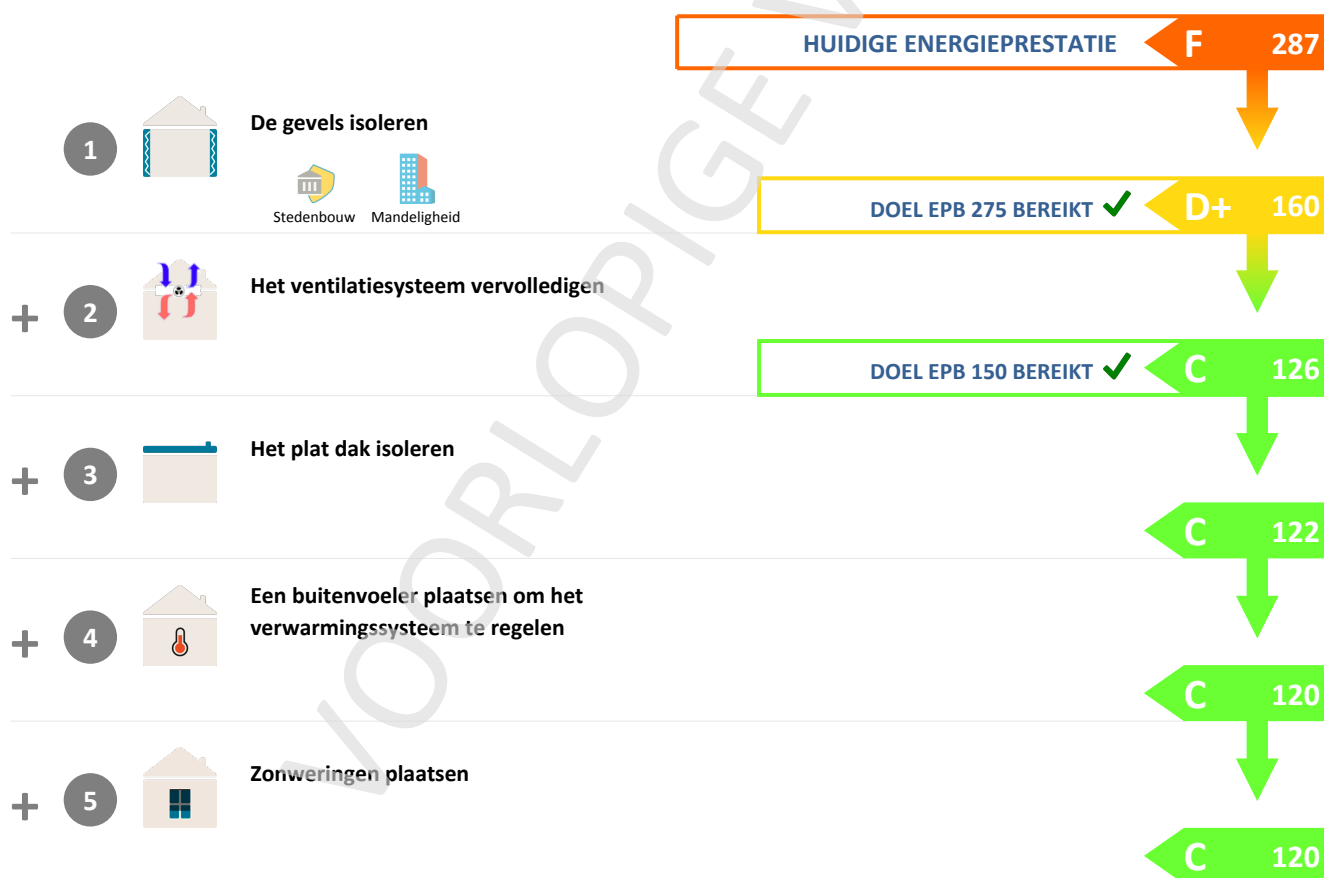 HUIDIGE ENERGIEPRESTATIE F 287
1 De gevels isoleren
Stedenbouw Mandeligheid
DOEL EPB 275 BEREIKT ✓ D+ 160
+ 2 Het ventilatiesysteem vervolledigen
DOEL EPB 150 BEREIKT ✓ C 126
+ 3 Het plat dak isoleren
C 122
+ 4 Een buitenvoeler plaatsen om het
verwarmingssysteem te regelen
C 120
+ 5 Zonweringen plaatsen
C 120
VOORLOPIGE